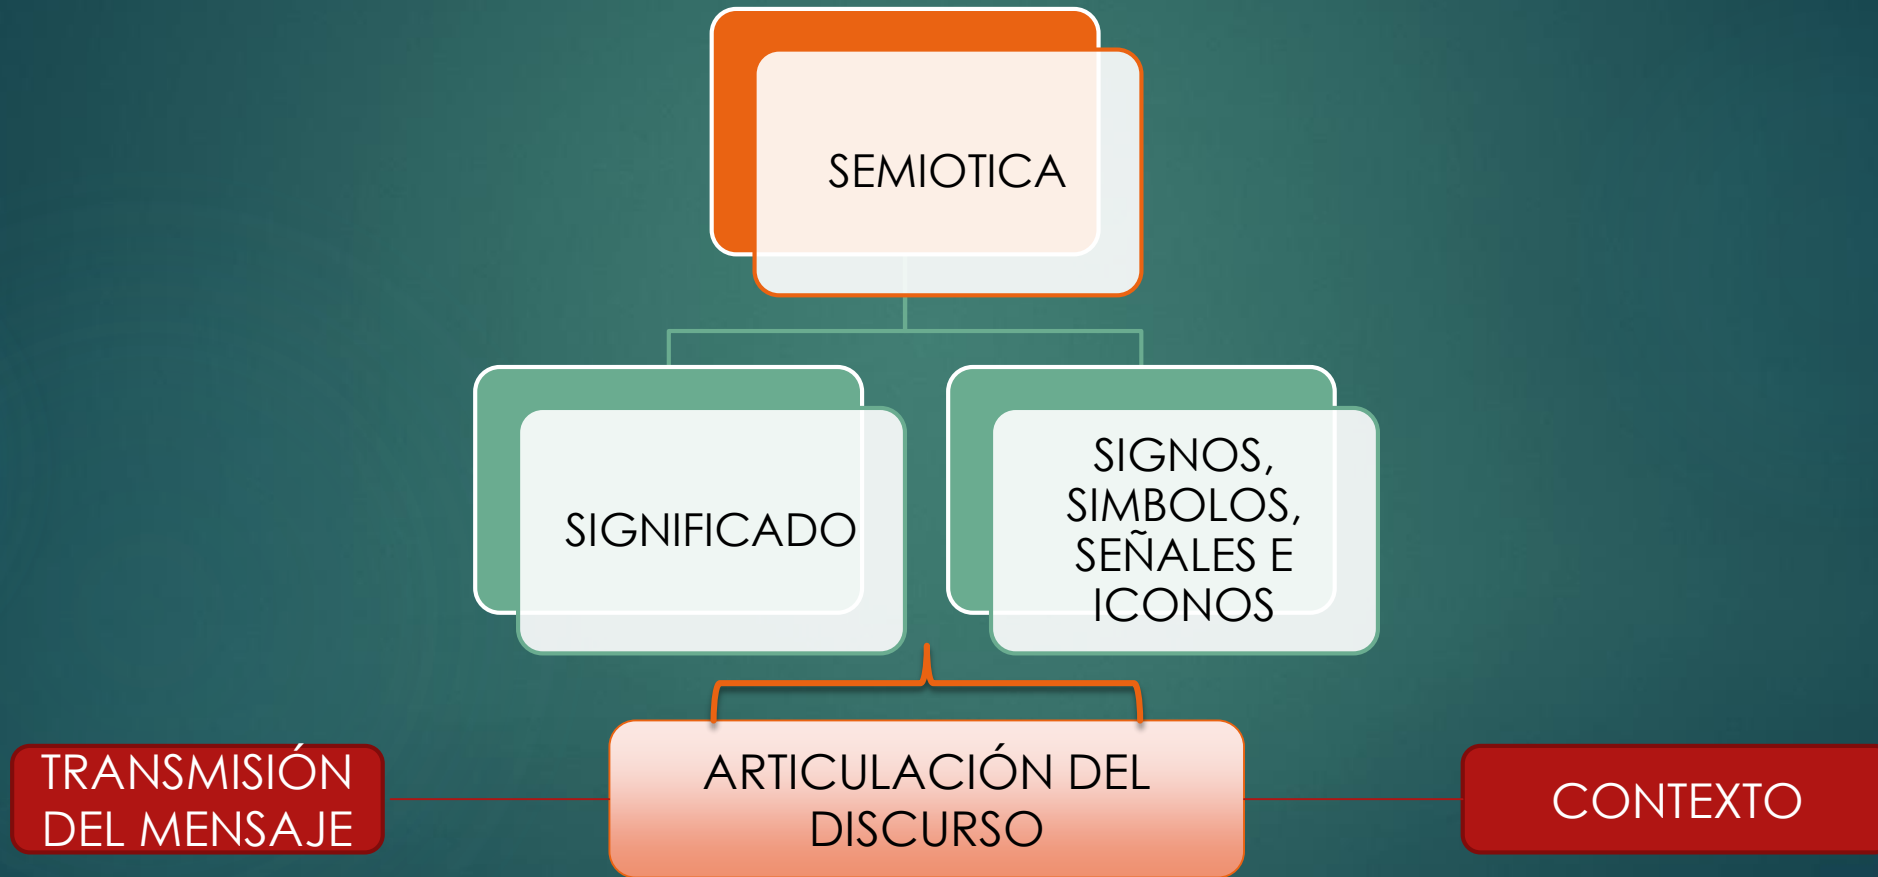 SEMIOTICA
SIGNIFICADO
SIGNOS,
SIMBOLOS,
SEÑALES E
ICONOS
TRANSMISIÓN
DEL MENSAJE
ARTICULACIÓN DEL
DISCURSO
CONTEXTO